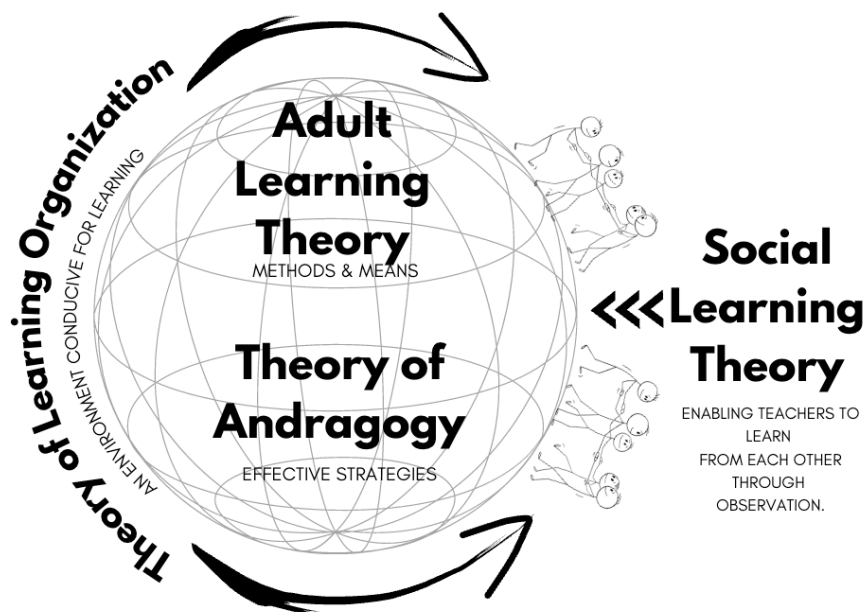 Theory of Learning Organization
AN ENVIRONMENT CONDUCIVE FOR LEARNING
Adult
Learning
Theory
METHODS & MEANS
Theory of
Andragogy
EFFECTIVE STRATEGIES
Social
Learning
Theory
ENABLING TEACHERS TO
LEARN
FROM EACH OTHER
THROUGH
OBSERVATION.